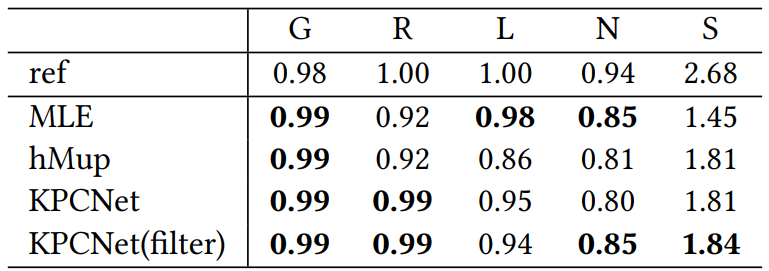 G R L N S
ref 0.98 1.00 1.00 0.94 2.68
MLE 0.99 0.92 0.98 0.85 1.45
hMup 0.99 0.92 0.86 0.81 1.81
KPCNet 0.99 0.99 0.95 0.80 1.81
KPCNet(filter) 0.99 0.99 0.94 0.85 1.84